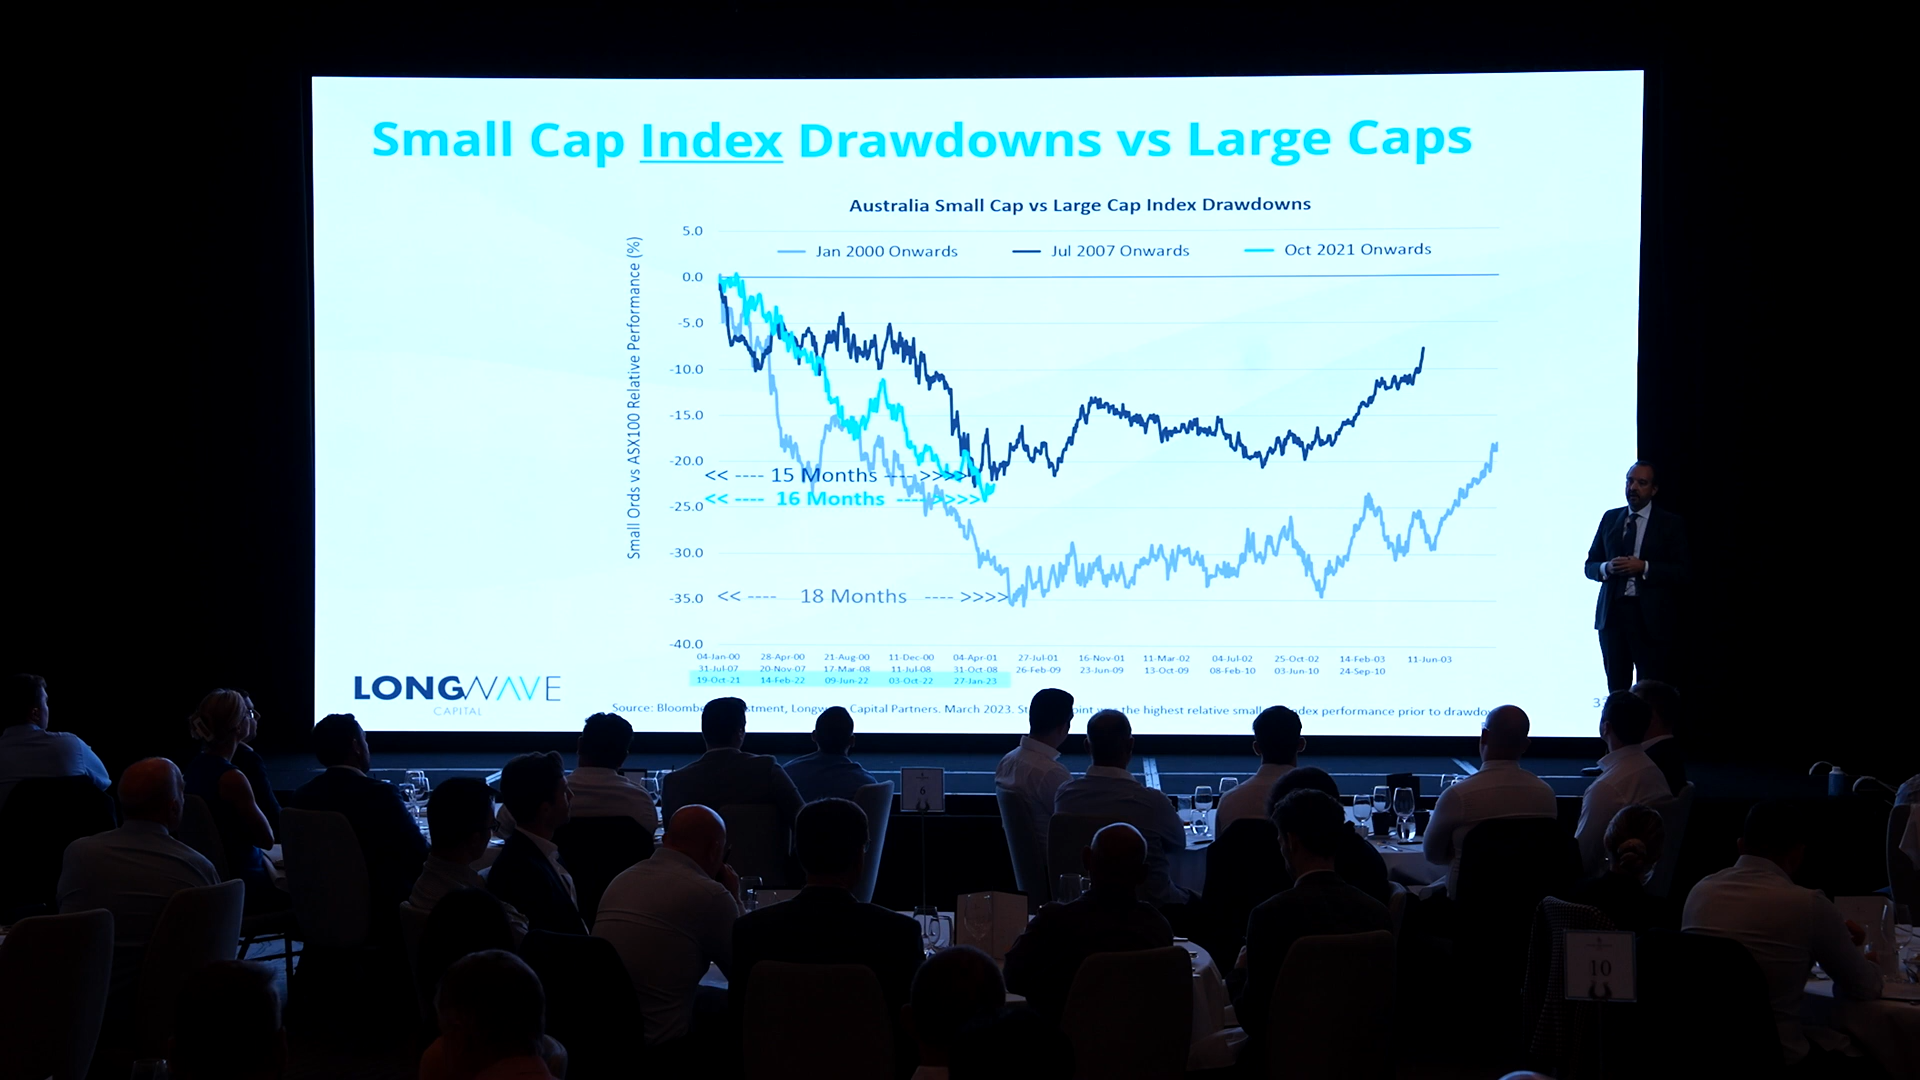 Small Cap Index Drawdowns vs Large Caps
Australia Small Cap vs Large Cap Index Drawdowns
Jan 2000 Onwards Jul 2007 Onwards Oct 2021 Onwards
Small Ords vs ASX100 Relative Performance (%)
5.0
0.0
-5.0
-10.0
-15.0
-20.0
<< ---- 15 Months ---- >>>>
<< ---- 16 Months ---- >>>>
-25.0
-30.0
-35.0
<< ---- 18 Months ---- >>>>
-40.0
04-Jan-00 28-Apr-00 21-Aug-00 11-Dec-00 04-Apr-01 27-Jul-01 16-Nov-01 11-Mar-02 04-Jul-02 25-Oct-02 14-Feb-03 11-Jun-03
31-Jul-07 20-Nov-07 17-Mar-08 11-Jul-08 31-Oct-08 26-Feb-09 23-Jun-09 13-Oct-09 08-Feb-10 03-Jun-10 24-Sep-10
19-Oct-21 14-Feb-22 09-Jun-22 03-Oct-22 27-Jan-23
LONGWAVE
CAPITAL
Source: Capital Partners. March 2023. the highest relative small index performance prior to
6
10